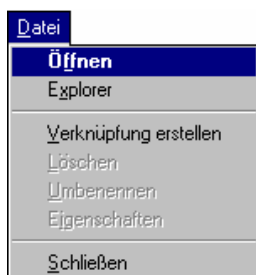 Datei
Öffnen
Explorer
Verknüpfung erstellen
Löschen
Umbenennen
Eigenschaften
Schließen